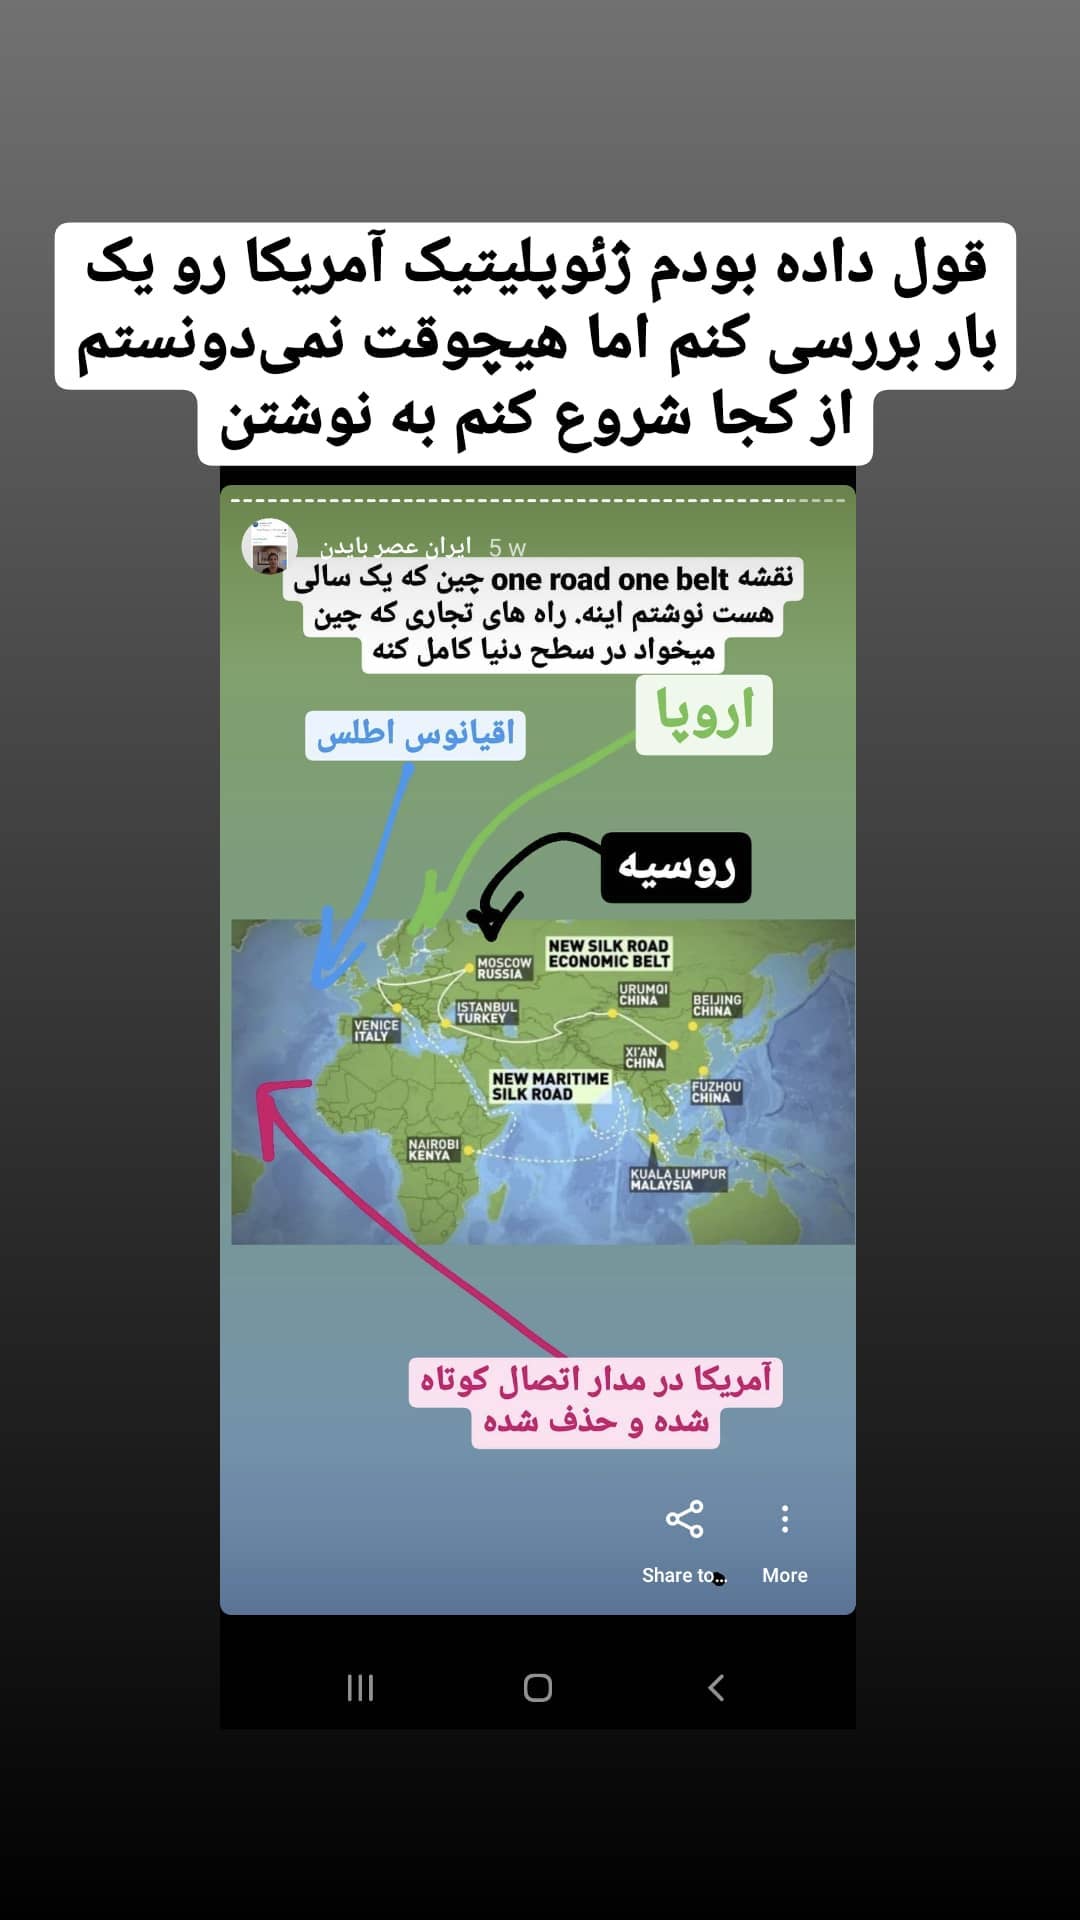 قول داده بودم ژئوپلیتیک آمریکا رو یک
بار بررسی کنم اما هیچوقت نمی‌دونستم
از کجا شروع کنم به نوشتن
ایران عصر بایدن 5 w
نقشه one road one belt چین که یک سالی
هست نوشتم اینه. راه های تجاری که چین
میخواد در سطح دنیا کامل کنه
اروپا
اقیانوس اطلس
روسیه
NEW SILK ROAD
ECONOMIC BELT
MOSCOW
RUSSIA
URUMQI
CHINA
BEIJING
CHINA
ISTANBUL
TURKEY
VENICE
ITALY
XI'AN
CHINA
NEW MARITIME
SILK ROAD
FUZHOU
CHINA
NAIROBI
KENYA
KUALA LUMPUR
MALAYSIA
آمریکا در مدار اتصال کوتاه
شده و حذف شده
Share to... More